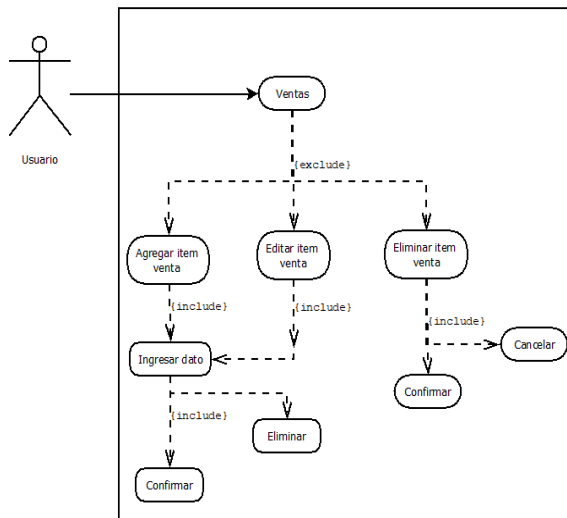 Ventas
Usuario
{exclude}
Agregar item
venta
Editar item
venta
Eliminar item
venta
{include}
{include}
{include}
Ingresar dato
Cancelar
Confirmar
{include}
Eliminar
Confirmar